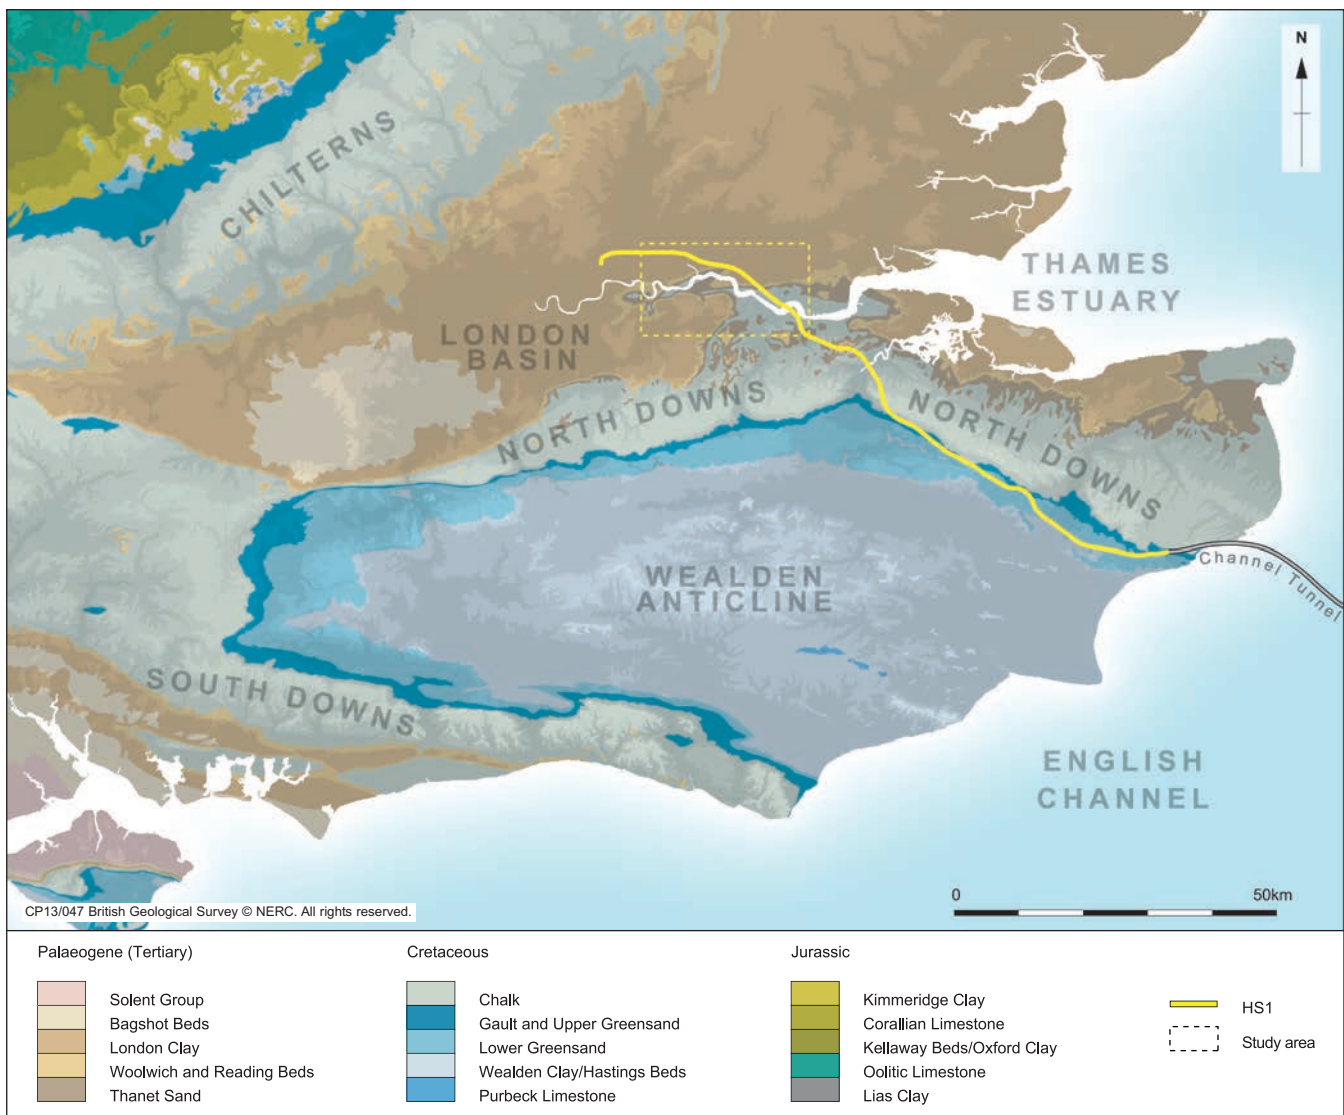 N
CHILTERNS
THAMES
ESTUARY
LONDON
BASIN
NORTH DOWNS
NORTH DOWNS
WEALDEN
ANTICLINE
Channel Tunnel
SOUTH DOWNS
ENGLISH
CHANNEL
0 50km
CP13/047 British Geological Survey © NERC. All rights reserved.
Palaeogene (Tertiary)
Solent Group
Bagshot Beds
London Clay
Woolwich and Reading Beds
Thanet Sand
Cretaceous
Chalk
Gault and Upper Greensand
Lower Greensand
Wealden Clay/Hastings Beds
Purbeck Limestone
Jurassic
Kimmeridge Clay
Corallian Limestone
Kellaway Beds/Oxford Clay
Oolitic Limestone
Lias Clay
HS1
Study area